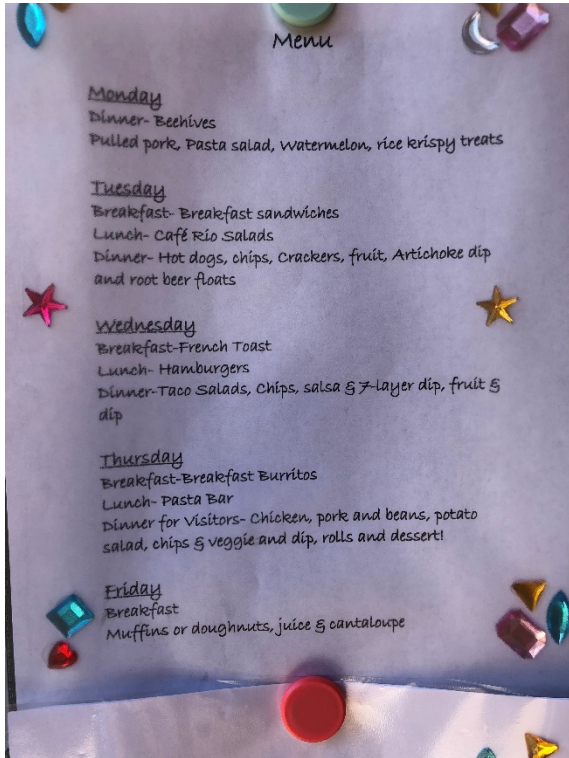 Menu
Monday
Dinner- Beehives
Pulled pork, Pasta salad, Watermelon, rice krispy treats
Tuesday
Breakfast- Breakfast sandwiches
Lunch- Café Rio Salads
Dinner- Hot dogs, chips, Crackers, fruit, Artichoke dip
and root beer floats
Wednesday
Breakfast-French Toast
Lunch- Hamburgers
Dinner-Taco Salads, Chips, salsa & 7-layer dip, fruit &
dip
Thursday
Breakfast-Breakfast Burritos
Lunch- Pasta Bar
Dinner for Visitors- Chicken, pork and beans, potato
salad, chips & veggie and dip, rolls and dessert!
Friday
Breakfast
Muffins or doughnuts, juice & cantaloupe